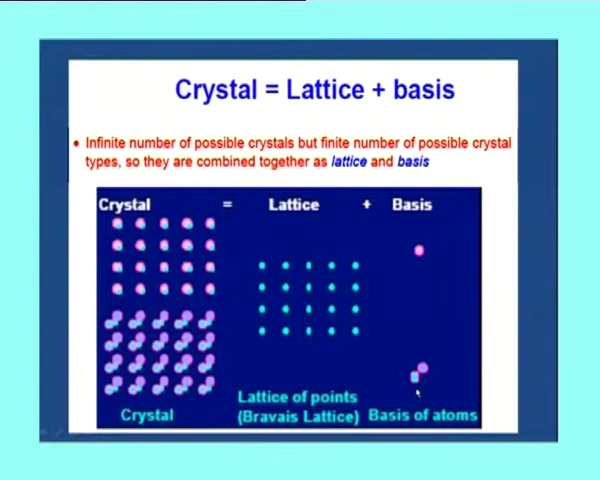 Crystal = Lattice + basis
• Infinite number of possible crystals but finite number of possible crystal
types, so they are combined together as lattice and basis
Crystal = Lattice + Basis
Lattice of points
(Bravais Lattice)
Crystal
Basis of atoms